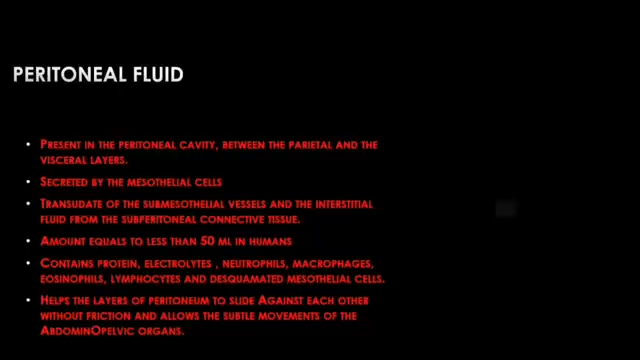 PERITONEAL FLUID
• PRESENT IN THE PERITONEAL CAVITY, BETWEEN THE PARIETAL AND THE
VISCERAL LAYERS.
• SECRETED BY THE MESOTHELIAL CELLS
• TRANSUDATE OF THE SUBMESOTHELIAL VESSELS AND THE INTERSTITIAL
FLUID FROM THE SUBPERITONEAL CONNECTIVE TISSUE.
• AMOUNT EQUALS TO LESS THAN 50 ML IN HUMANS
• CONTAINS PROTEIN, ELECTROLYTES , NEUTROPHILS, MACROPHAGES,
EOSINOPHILS, LYMPHOCYTES AND DESQUAMATED MESOTHELIAL CELLS.
• HELPS THE LAYERS OF PERITONEUM TO SLIDE AGAINST EACH OTHER
WITHOUT FRICTION AND ALLOWS THE SUBTLE MOVEMENTS OF THE
ABDOMINOPELVIC ORGANS.